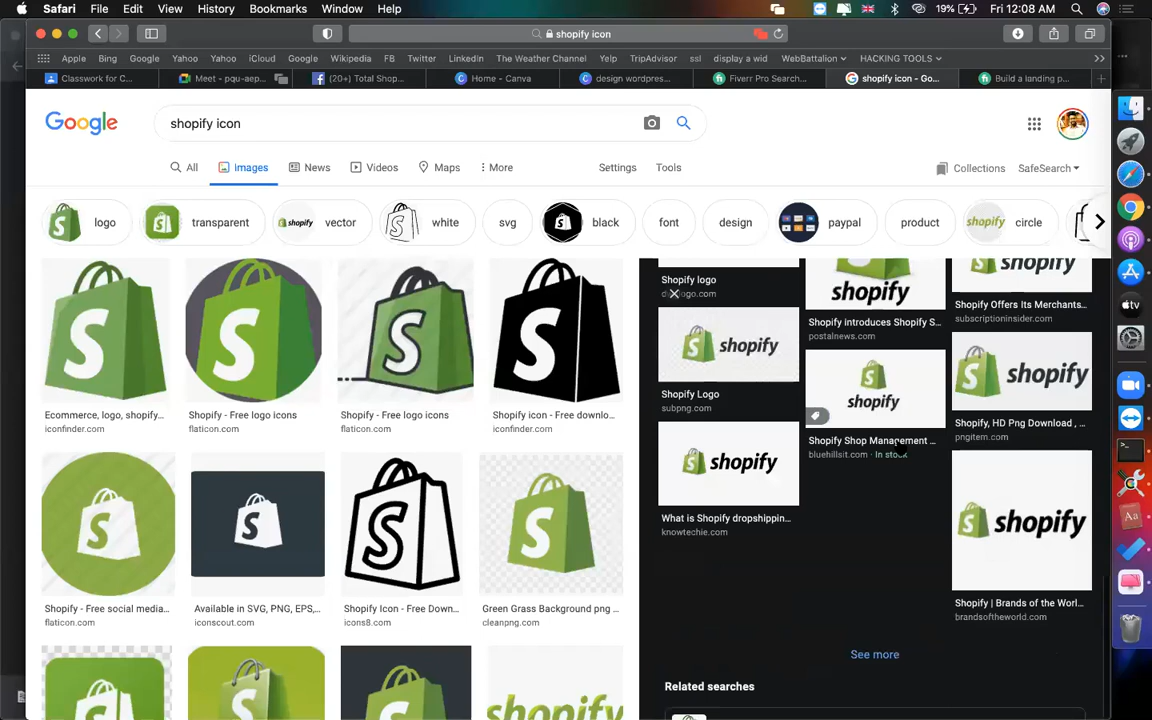 Safari File Edit View History Bookmarks Window Help
19% Fri 12:08 AM
shopify icon
Apple Bing Google Yahoo Yahoo iCloud Google Wikipedia FB Twitter LinkedIn The Weather Channel Yelp TripAdvisor ssl display a wid WebBattalion HACKING TOOLS >>
Classwork for C... Meet – pqu-aep... (20+) Total Shop... Home - Canva design wordpres... Fiverr Pro Search... shopify icon - Go... Build a landing p...
Google
shopify icon
All Images News Videos Maps More Settings Tools Collections SafeSearch
logo transparent shopify vector white svg black font design paypal product shopify circle
Ecommerce, logo, shopify...
iconfinder.com
Shopify - Free logo icons
flaticon.com
Shopify - Free logo icons
flaticon.com
Shopify icon - Free downlo...
iconfinder.com
Shopify - Free social media...
flaticon.com
Available in SVG, PNG, EPS,...
iconscout.com
Shopify Icon - Free Down...
icons8.com
Green Grass Background png ...
cleanpng.com
shopify
Shopify logo
logo.com
shopify
Shopify Logo
subpng.com
shopify
What is Shopify dropshippin...
knowtechie.com
shopify
Shopify introduces Shopify S...
postalnews.com
shopify
Shopify Shop Management ...
bluehillsit.com · In stock
shopify
Shopify Offers Its Merchants...
subscriptioninsider.com
shopify
Shopify, HD Png Download , ...
pngitem.com
shopify
Shopify | Brands of the Worl...
brandsoftheworld.com
See more
Related searches